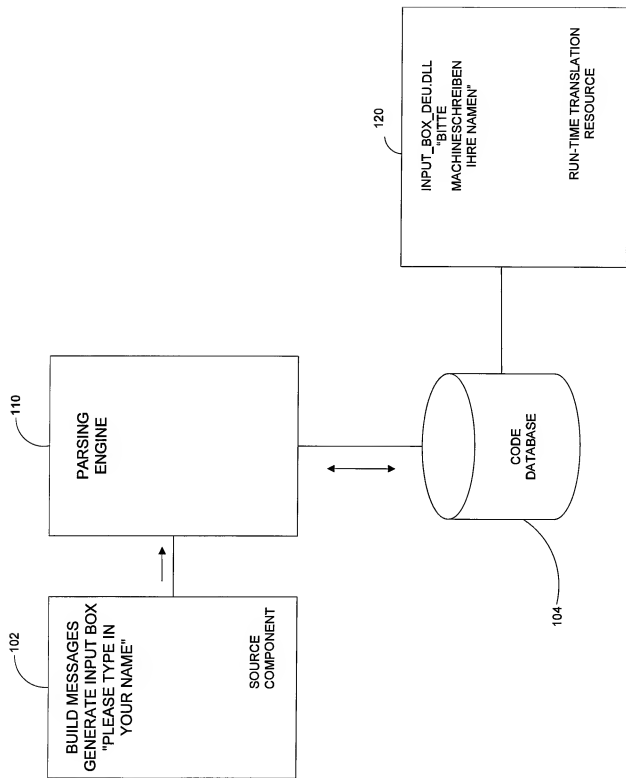 102
BUILD MESSAGES
GENERATE INPUT BOX
"PLEASE TYPE IN
YOUR NAME"
SOURCE
COMPONENT
110
PARSING
ENGINE
CODE
DATABASE
104
120
INPUT_BOX_DEU.DLL
"BITTE
MACHINESCHREIBEN
IHRE NAMEN"
RUN-TIME TRANSLATION
RESOURCE